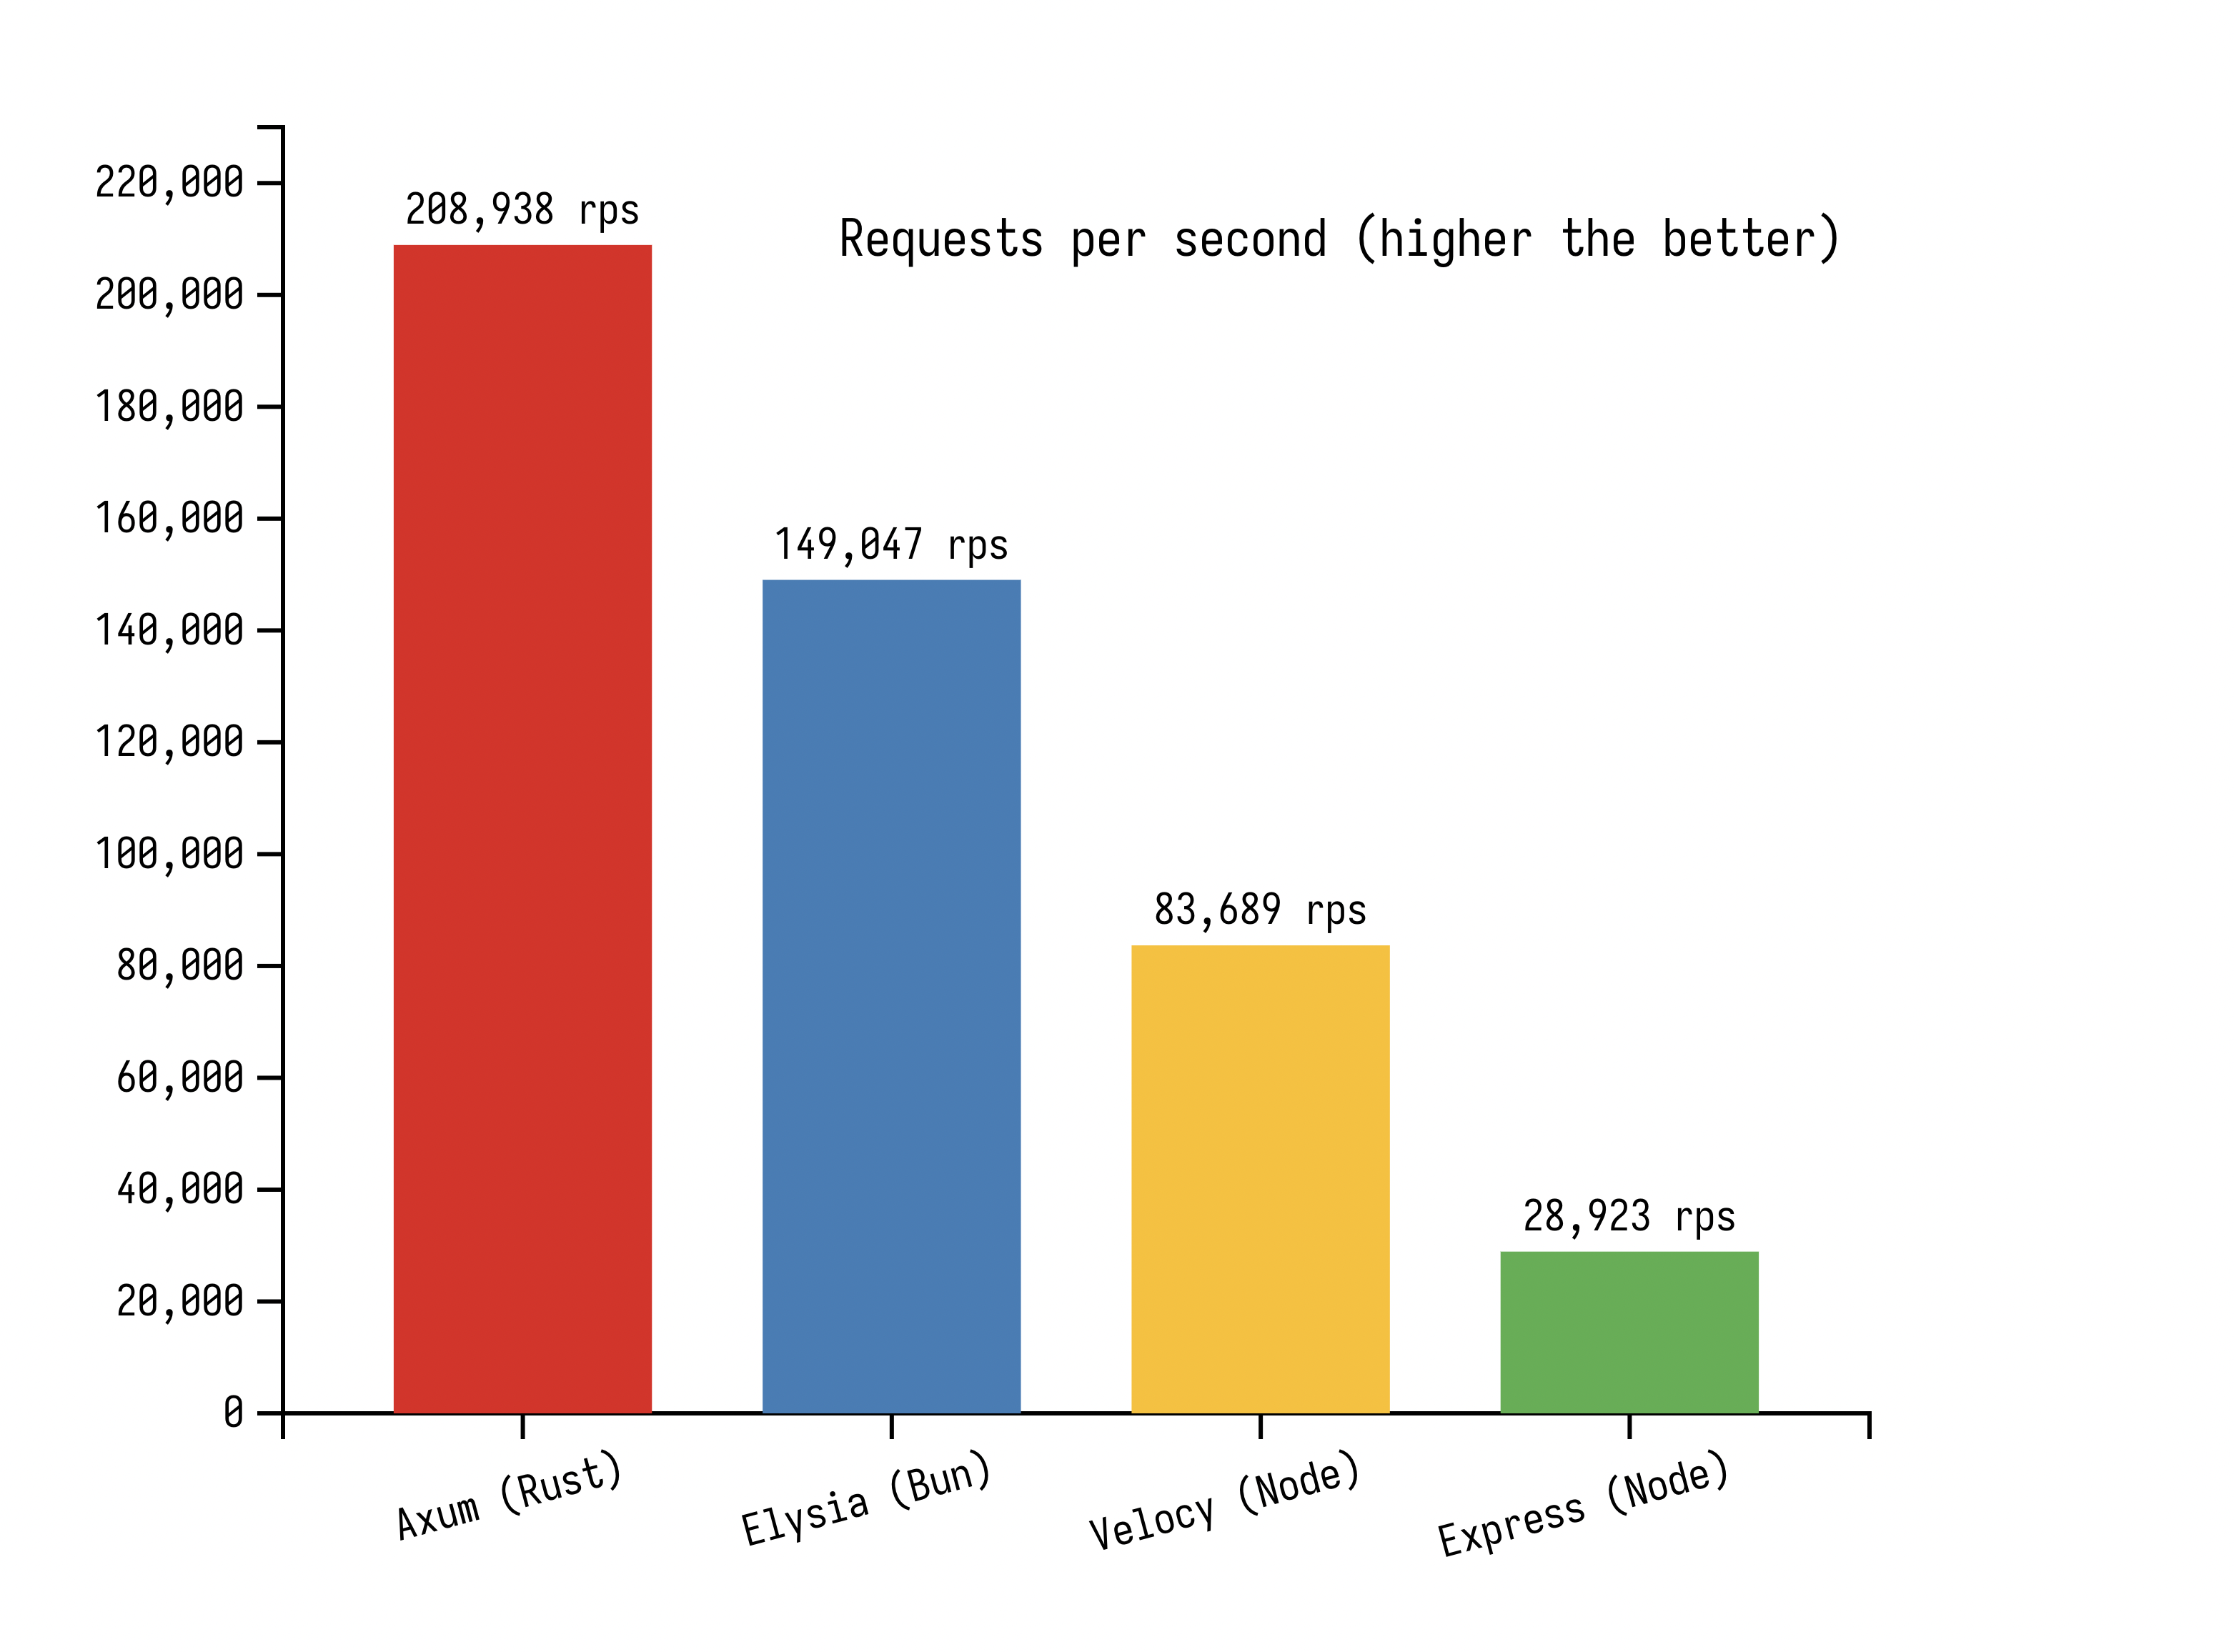 Requests per second (higher the better)
220,000
200,000
180,000
160,000
140,000
120,000
100,000
80,000
60,000
40,000
20,000
0
208,938 rps
149,047 rps
83,689 rps
28,923 rps
Axum (Rust)
Elysia (Bun)
Velocy (Node)
Express (Node)